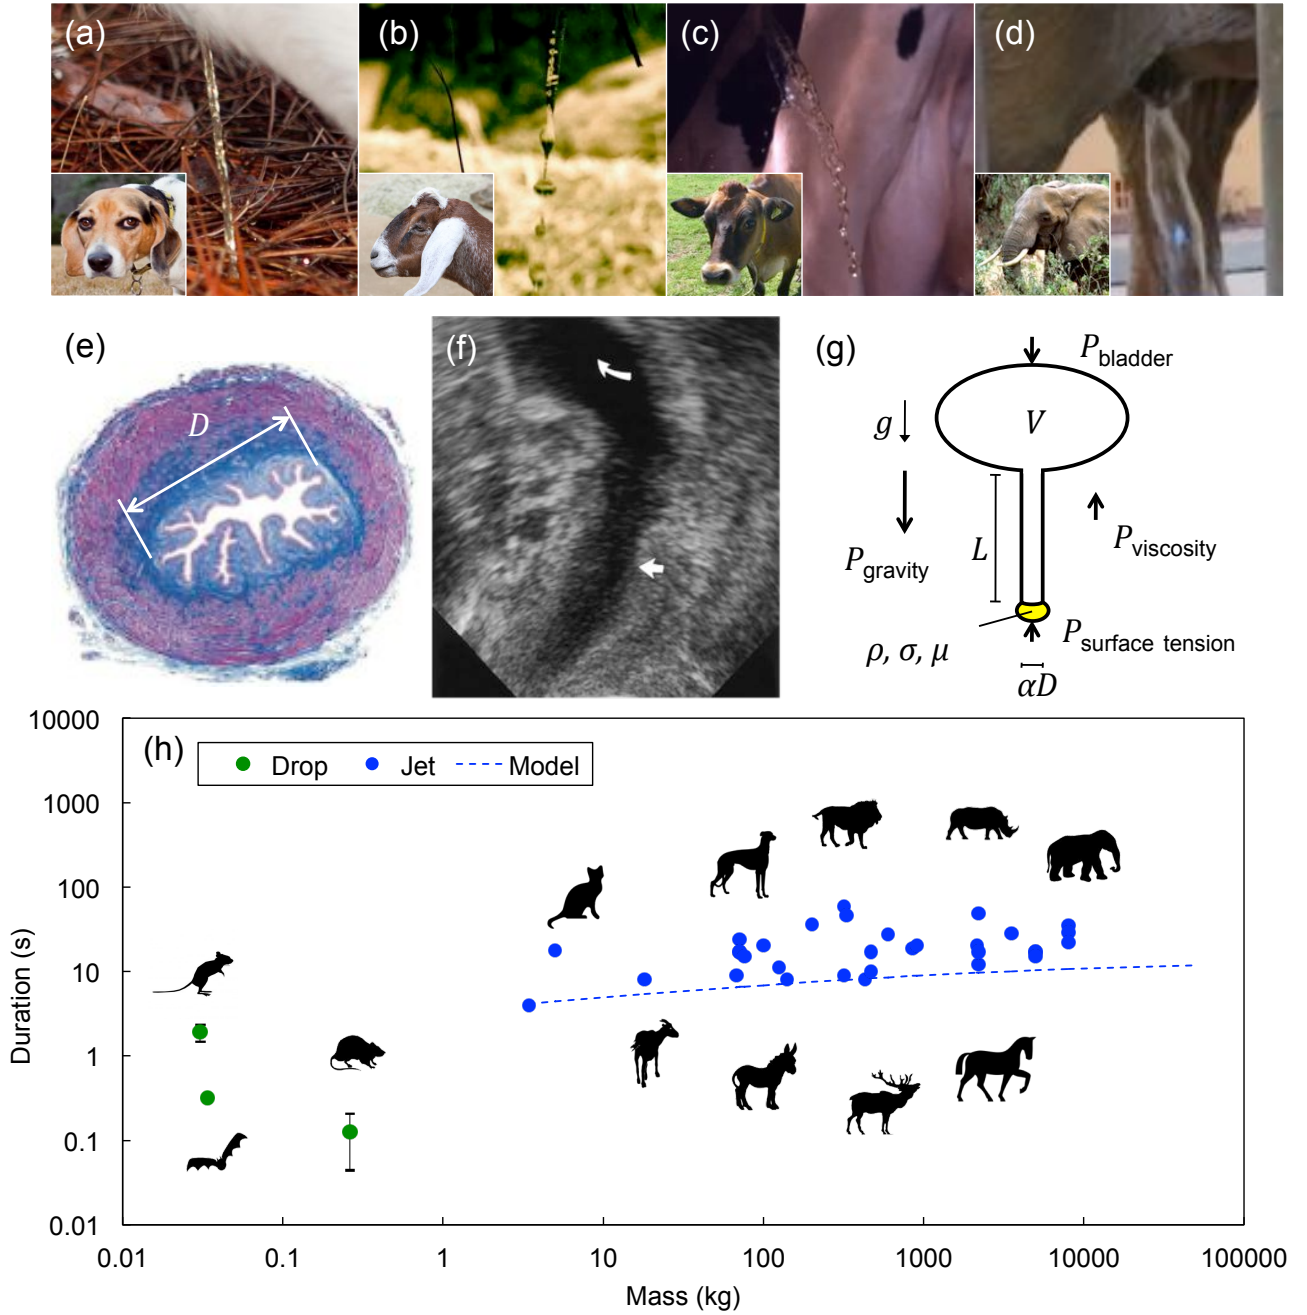 (a)
(b)
(c)
(d)
(e)
D
(f)
(g)
P_bladder
g
V
P_gravity
L
P_viscosity
P_surface tension
ρ, σ, μ
αD
(h)
Drop
Jet
Model
Duration (s)
10000
1000
100
10
1
0.1
0.01
0.01
0.1
1
10
100
1000
10000
100000
Mass (kg)